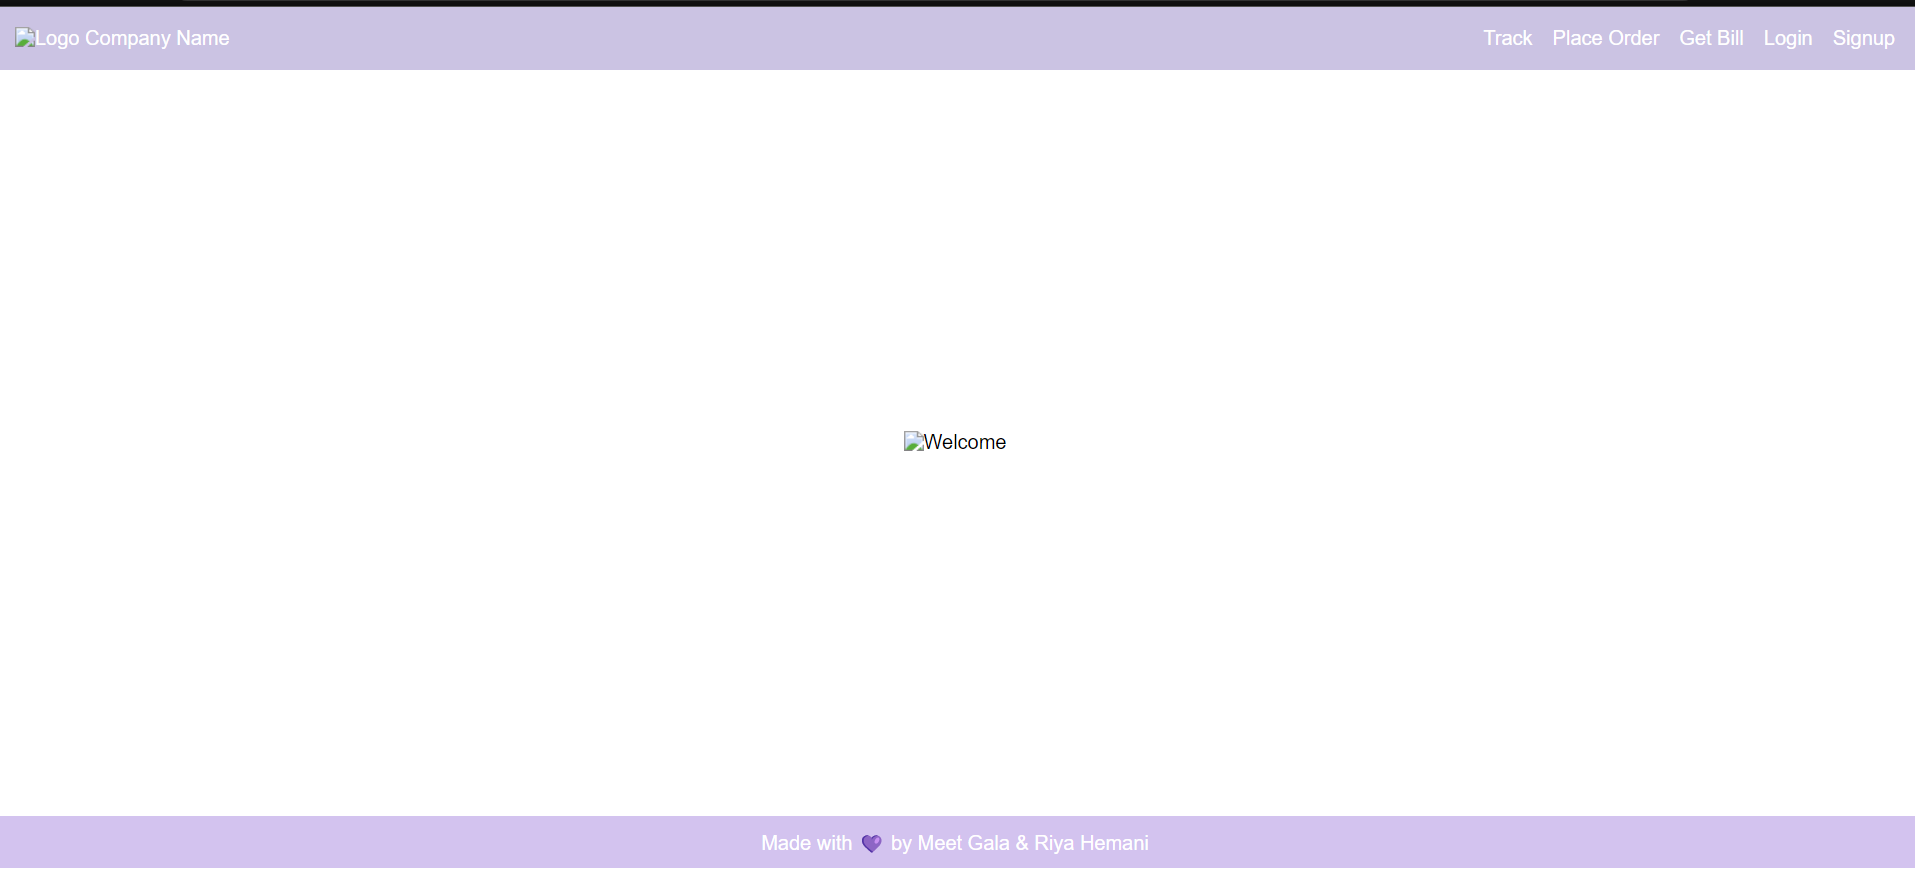 Logo Company Name Track Place Order Get Bill Login Signup
Welcome
Made with 💜 by Meet Gala & Riya Hemani